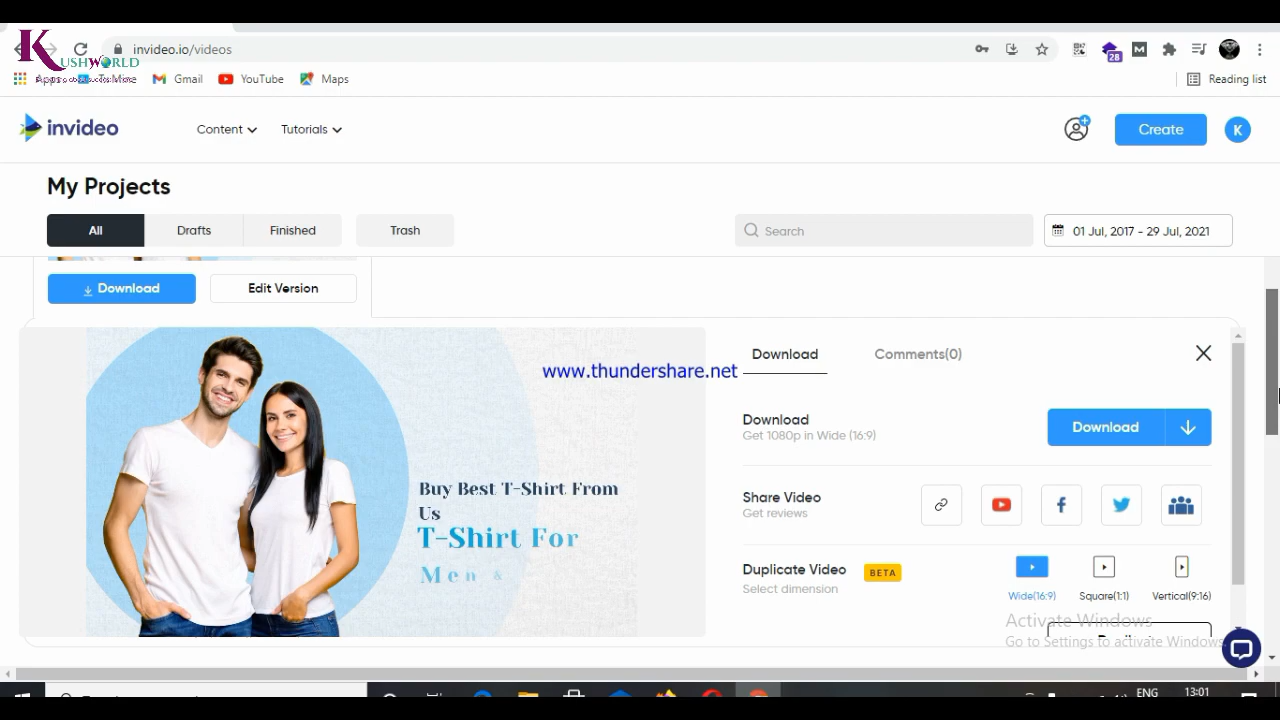 KUSHWORLD
invideo.io/videos
28
M
Apps
Gmail
YouTube
Maps
Reading list
invideo
Content
Tutorials
Create
K
My Projects
All
Drafts
Finished
Trash
Search
01 Jul, 2017 - 29 Jul, 2021
Download
Edit Version
www.thundershare.net
Download
Comments(0)
Download
Get 1080p in Wide (16:9)
Download
Buy Best T-Shirt From
Us
T-Shirt For
Men &
Share Video
Get reviews
Duplicate Video
BETA
Select dimension
Wide(16:9)
Square(1:1)
Vertical(9:16)
Activate Windows
Go to Settings to activate Windows.
ENG
13:01